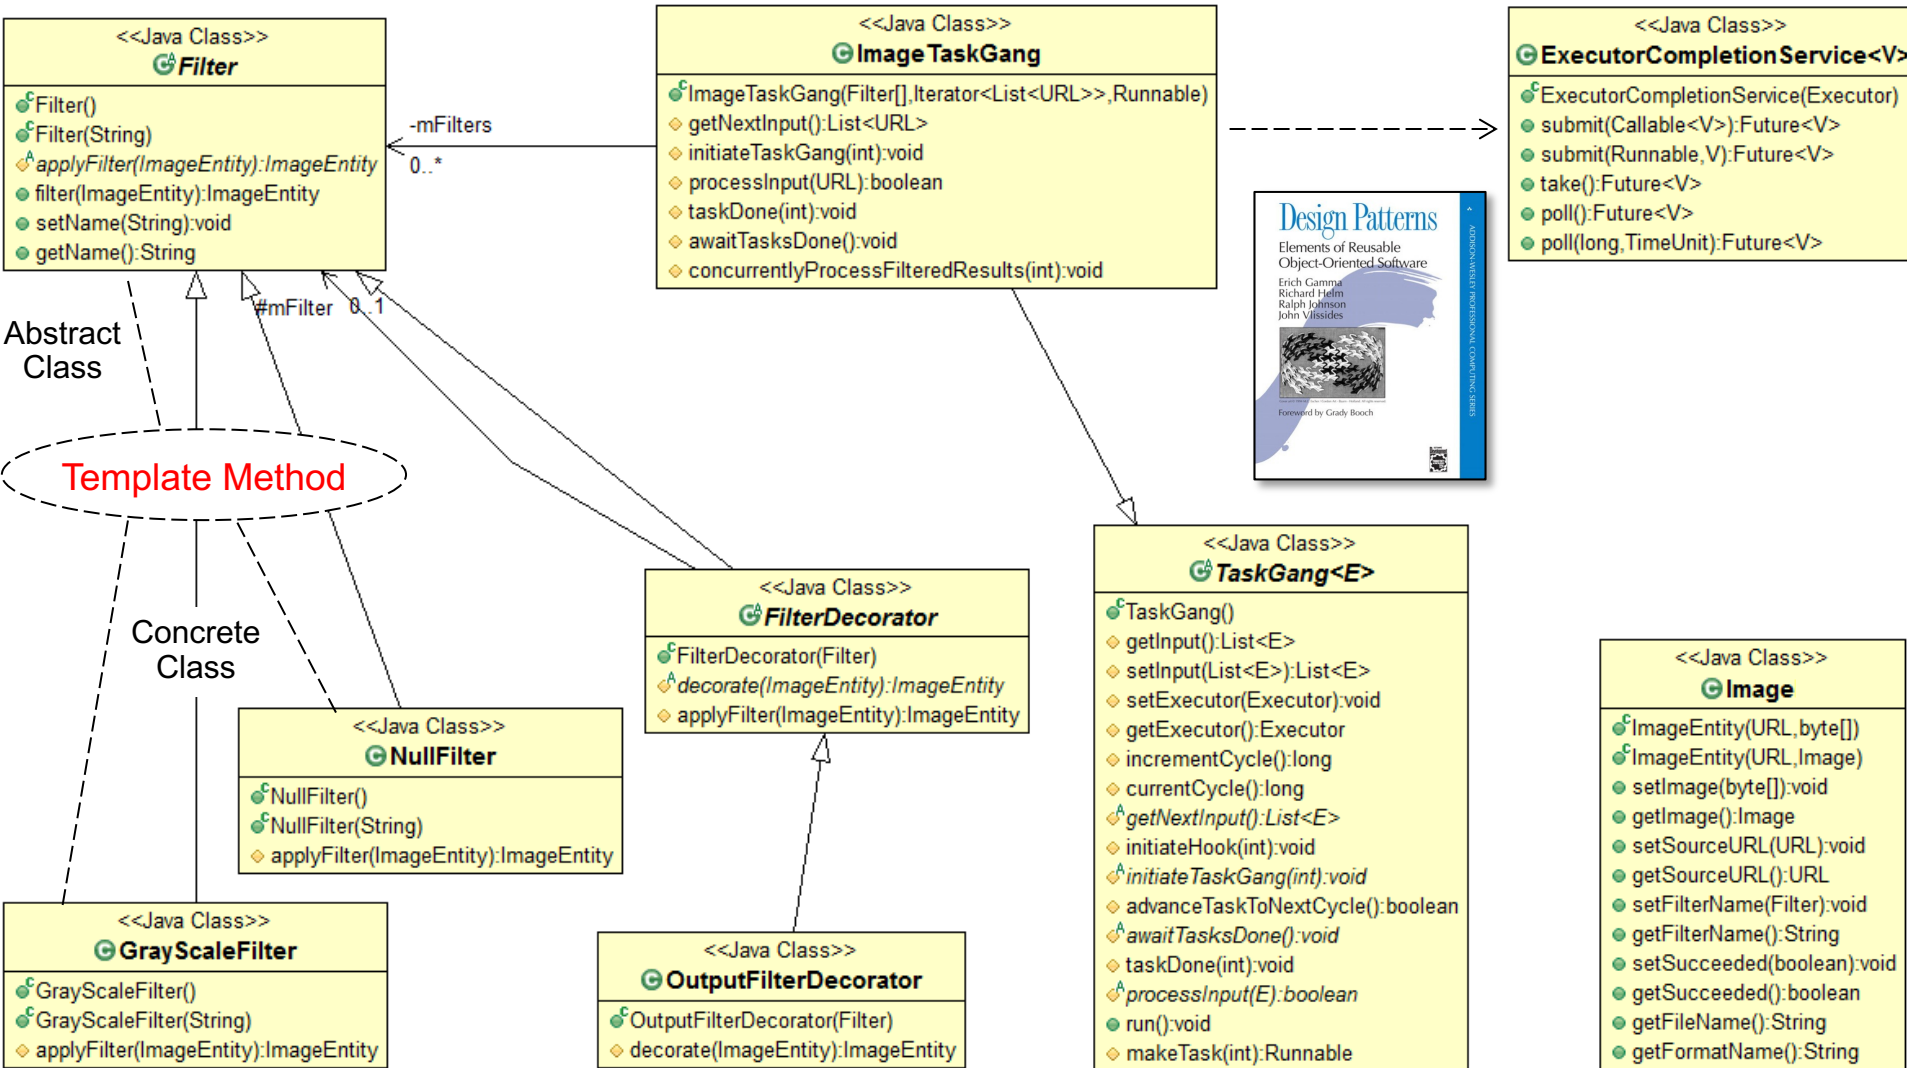 <<Java Class>>
Filter
Filter()
Filter(String)
applyFilter(ImageEntity):ImageEntity
filter(ImageEntity):ImageEntity
setName(String):void
getName():String
-mFilters
0..*
<<Java Class>>
ImageTaskGang
ImageTaskGang(Filter[],Iterator<List<URL>>,Runnable)
getNextInput():List<URL>
initiateTaskGang(int):void
processInput(URL):boolean
taskDone(int):void
awaitTasksDone():void
concurrentlyProcessFilteredResults(int):void
<<Java Class>>
ExecutorCompletionService<V>
ExecutorCompletionService(Executor)
submit(Callable<V>):Future<V>
submit(Runnable,V):Future<V>
take():Future<V>
poll():Future<V>
poll(long,TimeUnit):Future<V>
Design Patterns
Elements of Reusable
Object-Oriented Software
Erich Gamma
Richard Helm
Ralph Johnson
John Vlissides
Foreword by Grady Booch
ADDISON-WESLEY PROFESSIONAL COMPUTING SERIES
#mFilter 0..1
Abstract
Class
Template Method
Concrete
Class
<<Java Class>>
FilterDecorator
FilterDecorator(Filter)
decorate(ImageEntity):ImageEntity
applyFilter(ImageEntity):ImageEntity
<<Java Class>>
TaskGang<E>
TaskGang()
getInput():List<E>
setInput(List<E>):List<E>
setExecutor(Executor):void
getExecutor():Executor
incrementCycle():long
currentCycle():long
getNextInput():List<E>
initiateHook(int):void
initiateTaskGang(int):void
advanceTaskToNextCycle():boolean
awaitTasksDone():void
taskDone(int):void
processInput(E):boolean
run():void
makeTask(int):Runnable
<<Java Class>>
Image
ImageEntity(URL,byte[])
ImageEntity(URL,Image)
setImage(byte[]):void
getImage():Image
setSourceURL(URL):void
getSourceURL():URL
setFilterName(Filter):void
getFilterName():String
setSucceeded(boolean):void
getSucceeded():boolean
getFileName():String
getFormatName():String
<<Java Class>>
NullFilter
NullFilter()
NullFilter(String)
applyFilter(ImageEntity):ImageEntity
<<Java Class>>
GrayScaleFilter
GrayScaleFilter()
GrayScaleFilter(String)
applyFilter(ImageEntity):ImageEntity
<<Java Class>>
OutputFilterDecorator
OutputFilterDecorator(Filter)
decorate(ImageEntity):ImageEntity